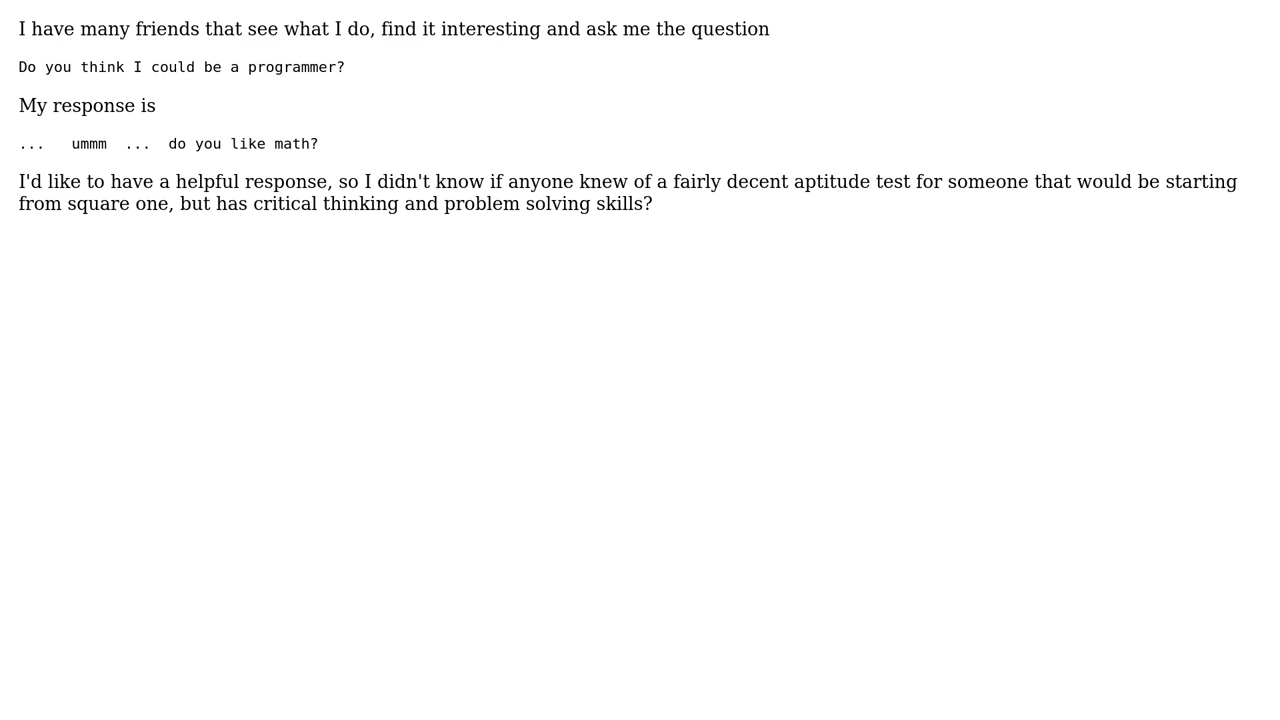 I have many friends that see what I do, find it interesting and ask me the question
Do you think I could be a programmer?
My response is
...   ummm  ...  do you like math?
I'd like to have a helpful response, so I didn't know if anyone knew of a fairly decent aptitude test for someone that would be starting
from square one, but has critical thinking and problem solving skills?